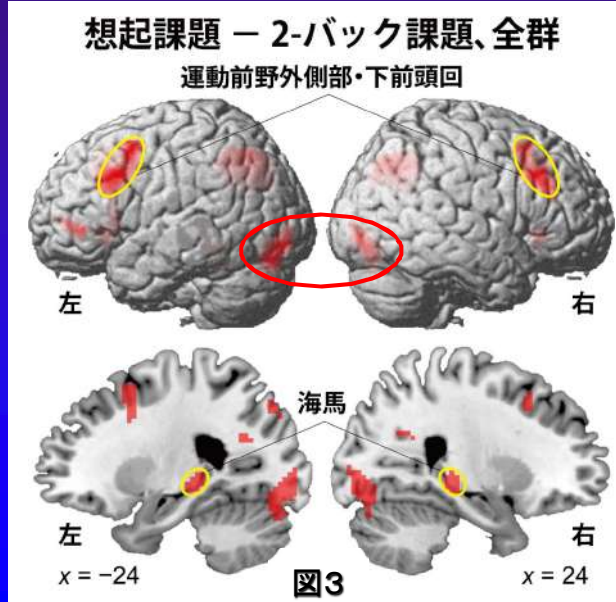 想起課題 － 2-バック課題、全群
運動前野外側部・下前頭回
左
右
海馬
左
右
x = −24
図3
x = 24